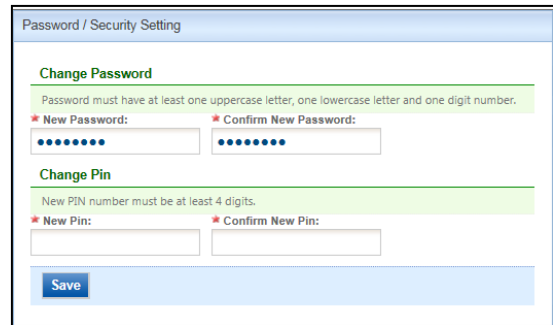 Password / Security Setting
Change Password
Password must have at least one uppercase letter, one lowercase letter and one digit number.
* New Password: * Confirm New Password:
•••••••• ••••••••
Change Pin
New PIN number must be at least 4 digits.
* New Pin: * Confirm New Pin:
Save